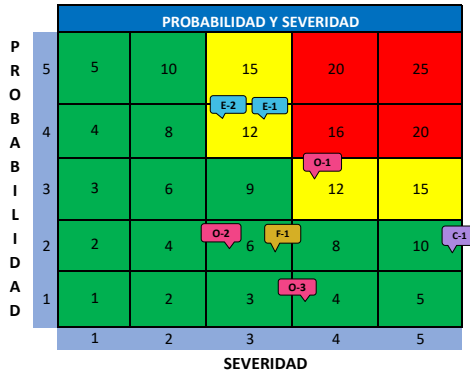 PROBABILIDAD Y SEVERIDAD
PROBABILIDAD
5 5 10 15 20 25
E-2 E-1
4 4 8 12 16 20
O-1
3 3 6 9 12 15
O-2 F-1 C-1
2 2 4 6 8 10
O-3
1 1 2 3 4 5
1 2 3 4 5
SEVERIDAD